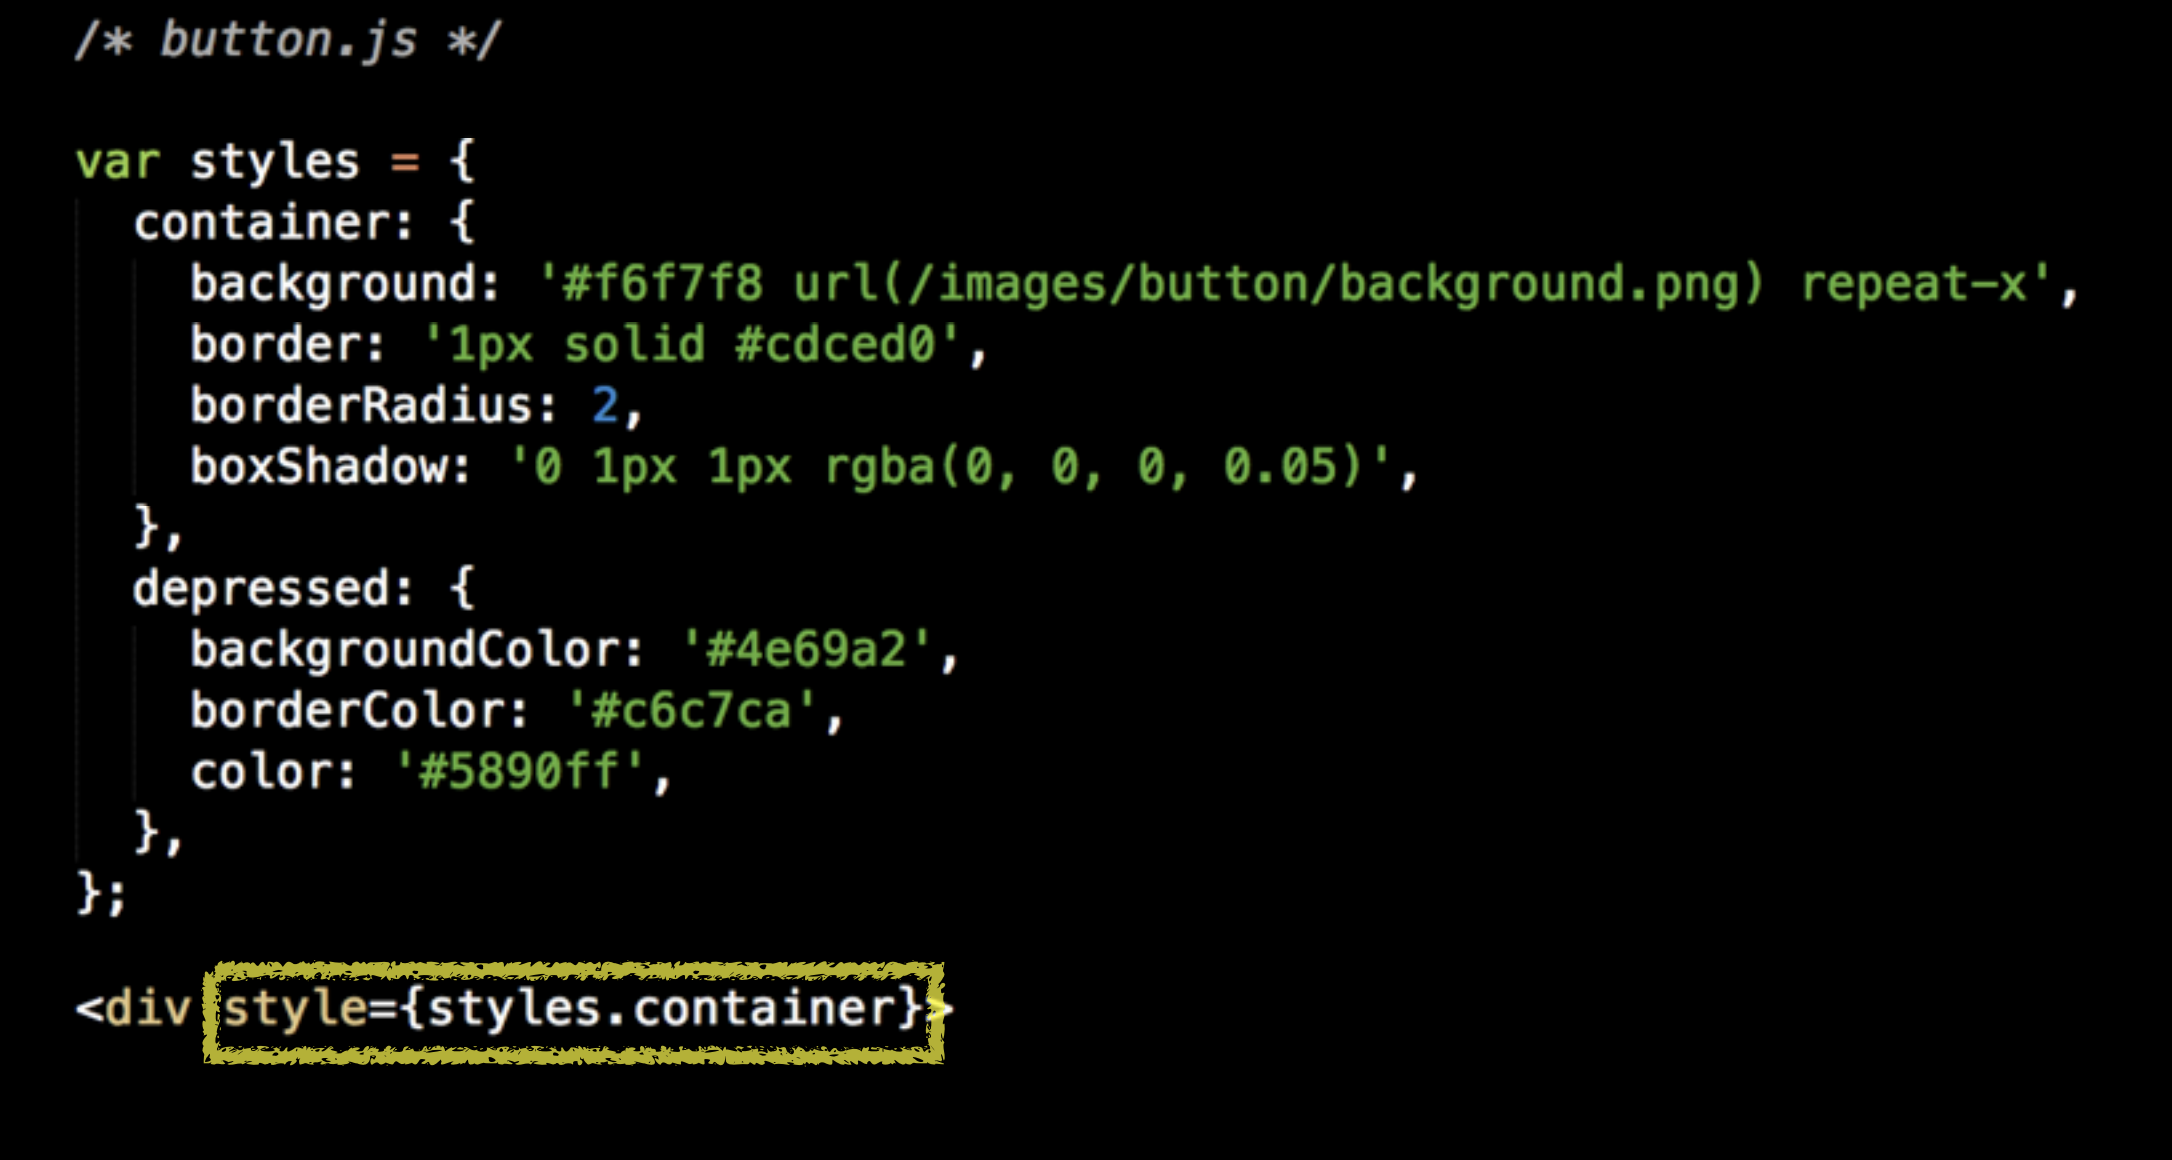 /* button.js */
var styles = {
container: {
background: '#f6f7f8 url(/images/button/background.png) repeat-x',
border: '1px solid #cdced0',
borderRadius: 2,
boxShadow: '0 1px 1px rgba(0, 0, 0, 0.05)',
},
depressed: {
backgroundColor: '#4e69a2',
borderColor: '#c6c7ca',
color: '#5890ff',
},
};
<div style={styles.container}>